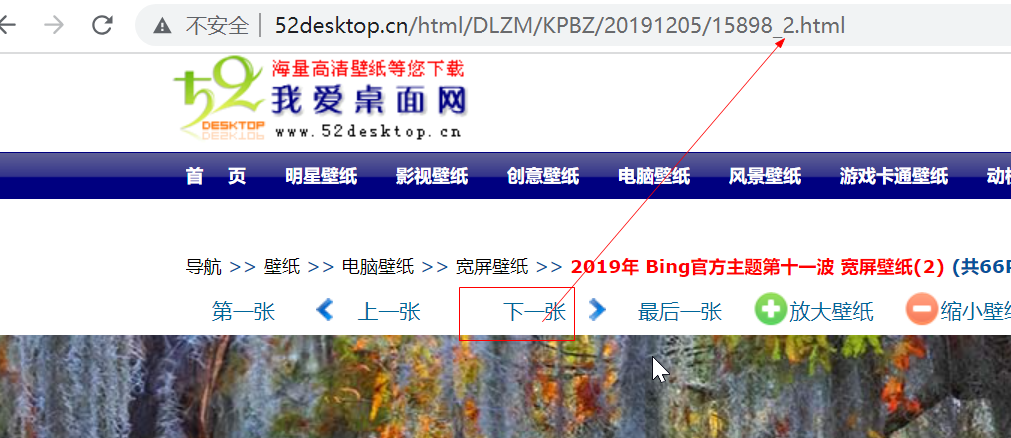 不安全 52desktop.cn/html/DLZM/KPBZ/20191205/15898_2.html
52 DESKTOP
海量高清壁纸等您下载
我爱桌面网
www.52desktop.cn
首 页 明星壁纸 影视壁纸 创意壁纸 电脑壁纸 风景壁纸 游戏卡通壁纸 动
导航 >> 壁纸 >> 电脑壁纸 >> 宽屏壁纸 >> 2019年 Bing官方主题第十一波 宽屏壁纸(2) (共66P
第一张 上一张 下一张 最后一张 放大壁纸 缩小壁纸